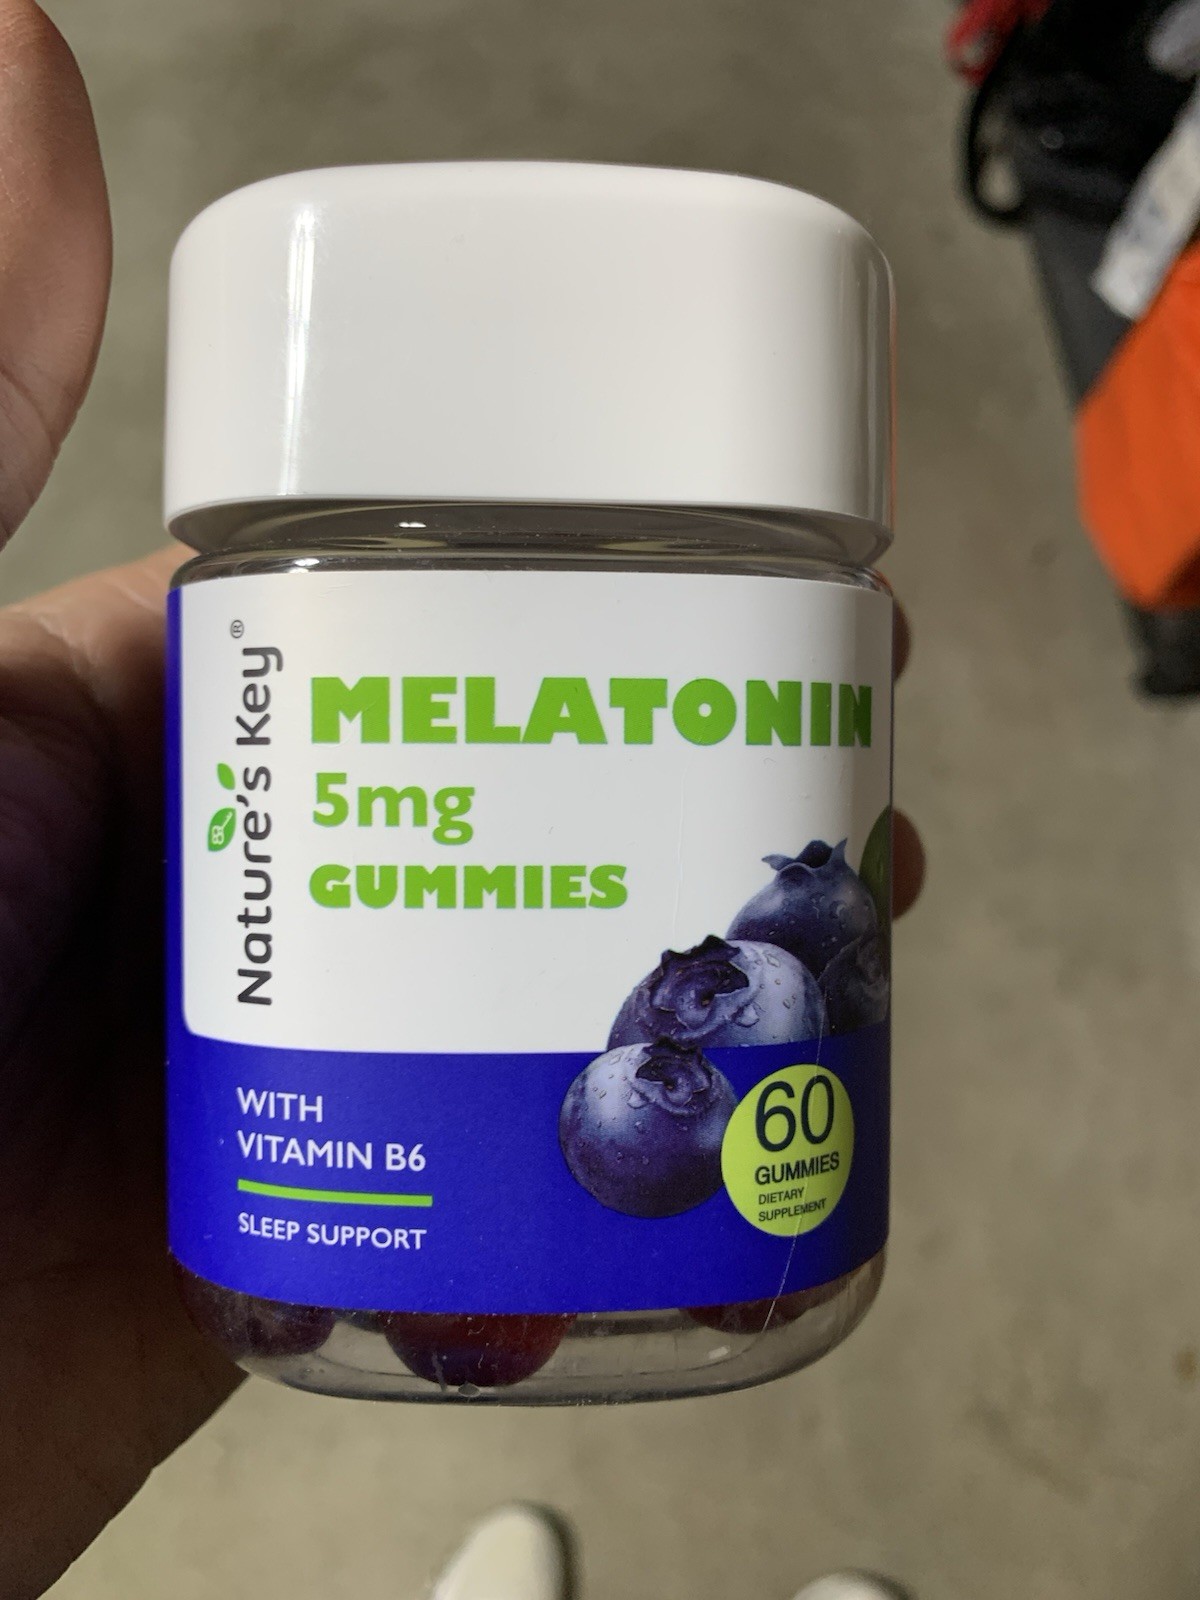 Nature's Key®
MELATONIN
5mg
GUMMIES
WITH
VITAMIN B6
SLEEP SUPPORT
60
GUMMIES
DIETARY
SUPPLEMENT